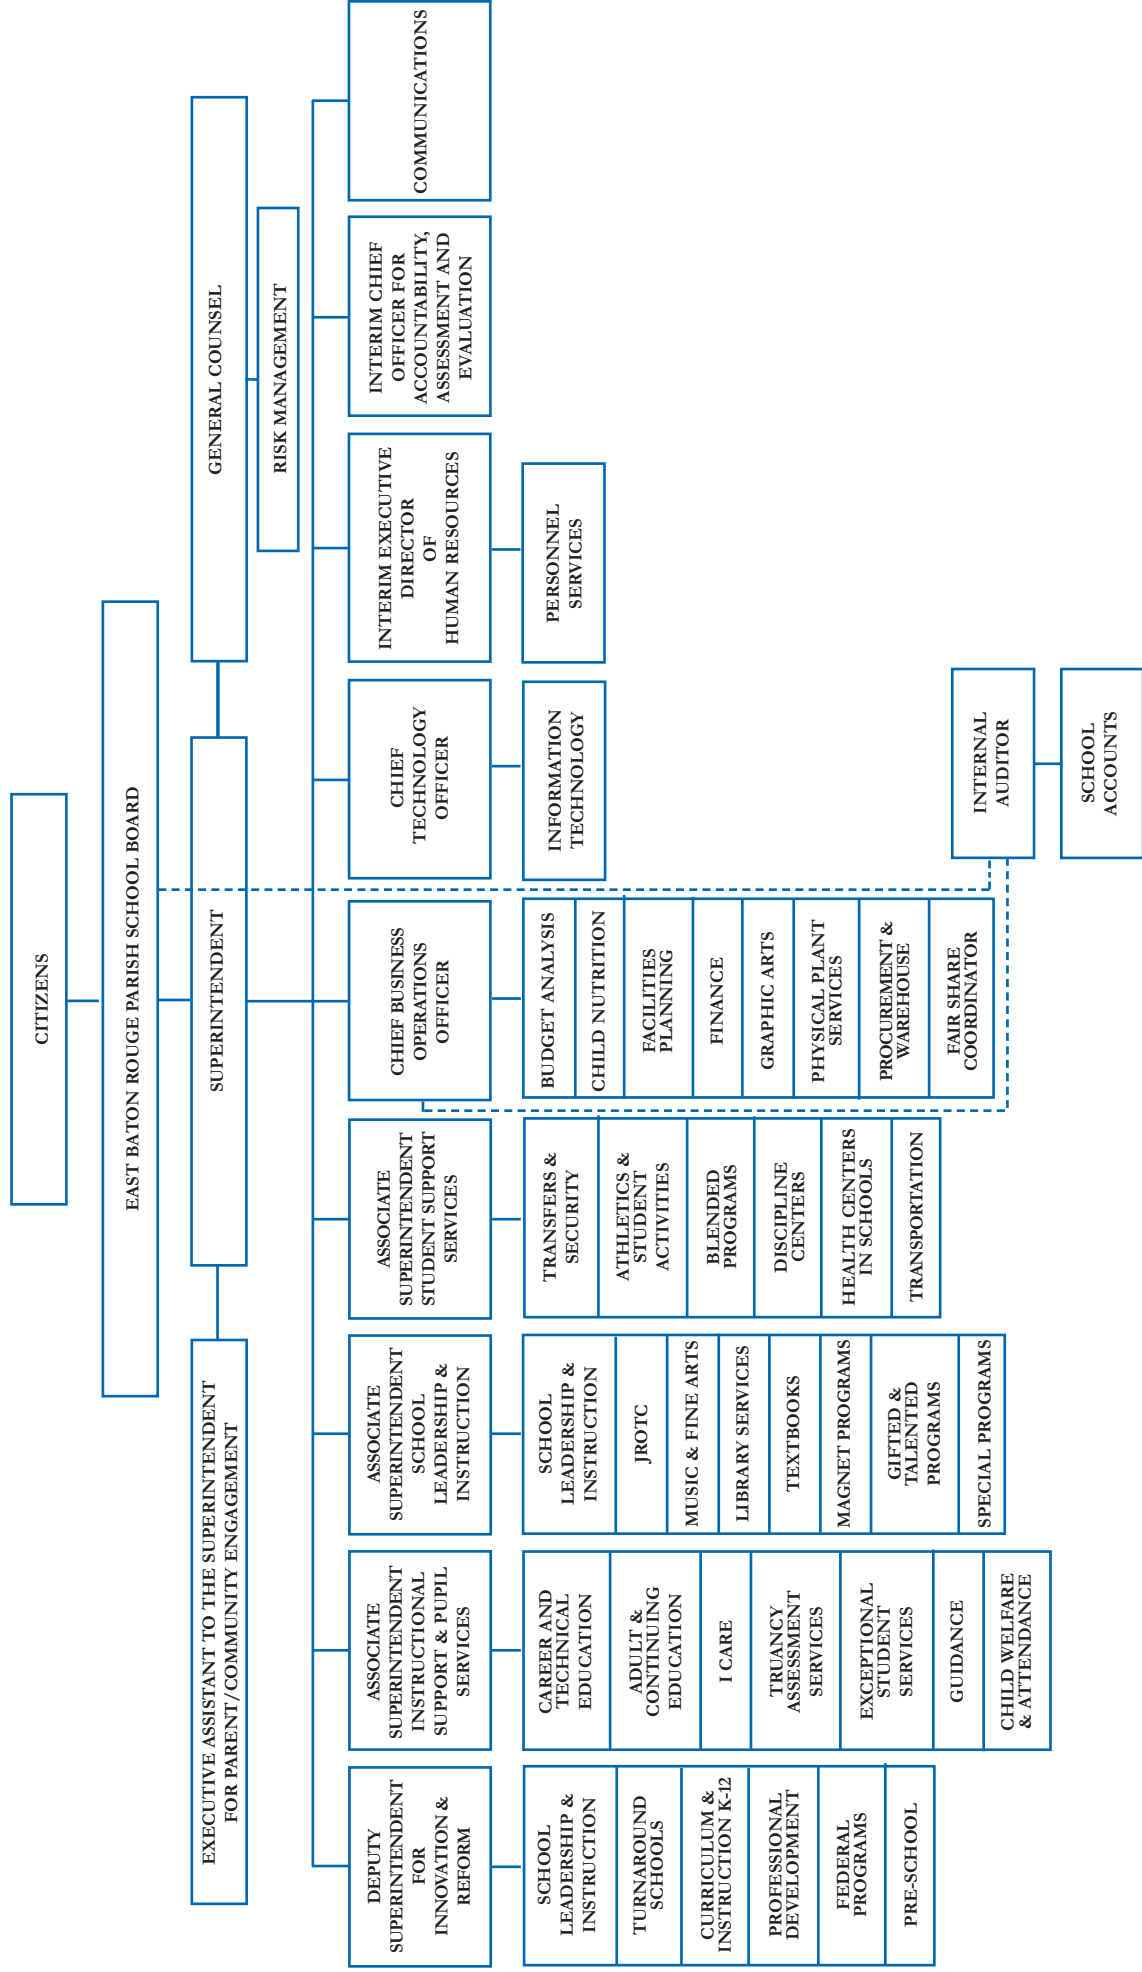 CITIZENS
EAST BATON ROUGE PARISH SCHOOL BOARD
EXECUTIVE ASSISTANT TO THE SUPERINTENDENT
FOR PARENT/COMMUNITY ENGAGEMENT
SUPERINTENDENT
GENERAL COUNSEL
RISK MANAGEMENT
DEPUTY
SUPERINTENDENT
FOR
INNOVATION &
REFORM
ASSOCIATE
SUPERINTENDENT
INSTRUCTIONAL
SUPPORT & PUPIL
SERVICES
ASSOCIATE
SUPERINTENDENT
SCHOOL
LEADERSHIP &
INSTRUCTION
ASSOCIATE
SUPERINTENDENT
STUDENT SUPPORT
SERVICES
CHIEF BUSINESS
OPERATIONS
OFFICER
CHIEF
TECHNOLOGY
OFFICER
INTERIM EXECUTIVE
DIRECTOR
OF
HUMAN RESOURCES
INTERIM CHIEF
OFFICER FOR
ACCOUNTABILITY,
ASSESSMENT AND
EVALUATION
COMMUNICATIONS
SCHOOL
LEADERSHIP &
INSTRUCTION
TURNAROUND
SCHOOLS
CURRICULUM &
INSTRUCTION K-12
PROFESSIONAL
DEVELOPMENT
FEDERAL
PROGRAMS
PRE-SCHOOL
CAREER AND
TECHNICAL
EDUCATION
ADULT &
CONTINUING
EDUCATION
I CARE
TRUANCY
ASSESSMENT
SERVICES
EXCEPTIONAL
STUDENT
SERVICES
GUIDANCE
CHILD WELFARE
& ATTENDANCE
SCHOOL
LEADERSHIP &
INSTRUCTION
JROTC
MUSIC & FINE ARTS
LIBRARY SERVICES
TEXTBOOKS
MAGNET PROGRAMS
GIFTED &
TALENTED
PROGRAMS
SPECIAL PROGRAMS
TRANSFERS &
SECURITY
ATHLETICS &
STUDENT
ACTIVITIES
BLENDED
PROGRAMS
DISCIPLINE
CENTERS
HEALTH CENTERS
IN SCHOOLS
TRANSPORTATION
BUDGET ANALYSIS
CHILD NUTRITION
FACILITIES
PLANNING
FINANCE
GRAPHIC ARTS
PHYSICAL PLANT
SERVICES
PROCUREMENT &
WAREHOUSE
FAIR SHARE
COORDINATOR
INFORMATION
TECHNOLOGY
PERSONNEL
SERVICES
INTERNAL
AUDITOR
SCHOOL
ACCOUNTS